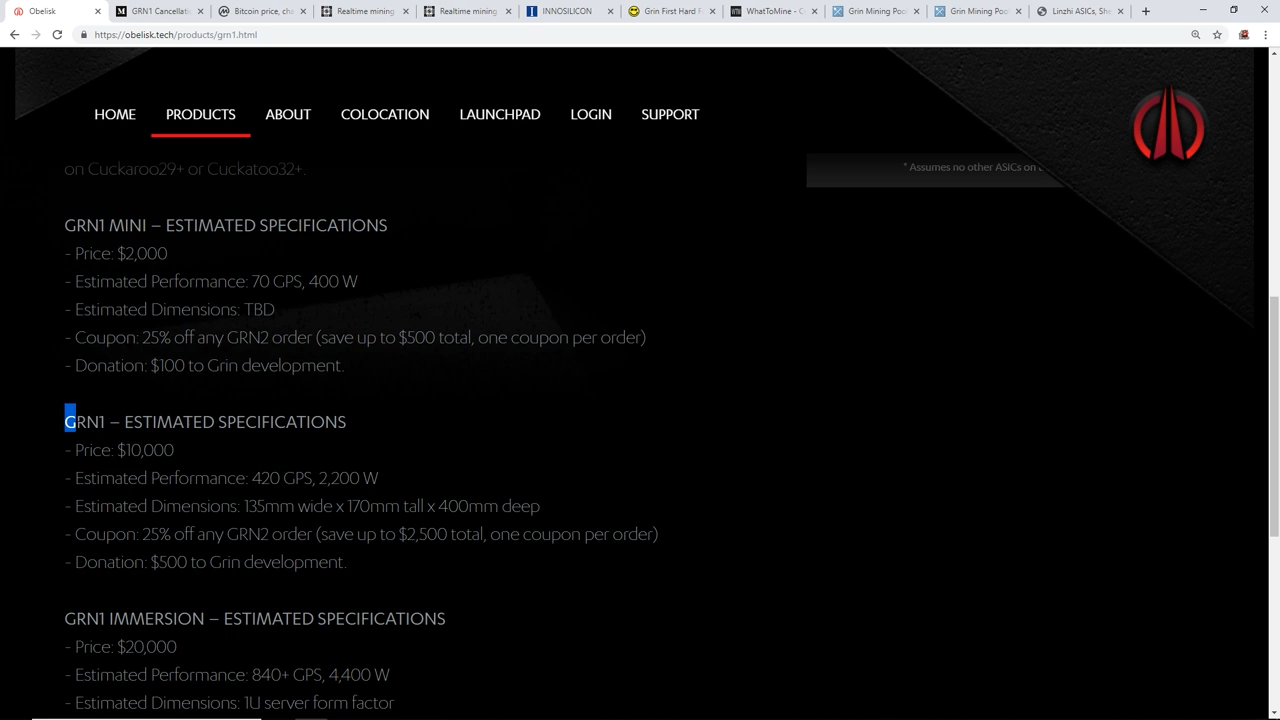 Obelisk
GRN1 Cancellatio
Bitcoin price, cha
Realtime mining
Realtime mining
INNOSILICON
Grin First Hard F
WhatToMine - C
Grin Mining Poo
Grin Mining Poo
Linzhi ASICs, She
https://obelisk.tech/products/grn1.html
HOME
PRODUCTS
ABOUT
COLOCATION
LAUNCHPAD
LOGIN
SUPPORT
on Cuckaroo29+ or Cuckatoo32+.
* Assumes no other ASICs on
GRN1 MINI – ESTIMATED SPECIFICATIONS
- Price: $2,000
- Estimated Performance: 70 GPS, 400 W
- Estimated Dimensions: TBD
- Coupon: 25% off any GRN2 order (save up to $500 total, one coupon per order)
- Donation: $100 to Grin development.
GRN1 – ESTIMATED SPECIFICATIONS
- Price: $10,000
- Estimated Performance: 420 GPS, 2,200 W
- Estimated Dimensions: 135mm wide x 170mm tall x 400mm deep
- Coupon: 25% off any GRN2 order (save up to $2,500 total, one coupon per order)
- Donation: $500 to Grin development.
GRN1 IMMERSION – ESTIMATED SPECIFICATIONS
- Price: $20,000
- Estimated Performance: 840+ GPS, 4,400 W
- Estimated Dimensions: 1U server form factor